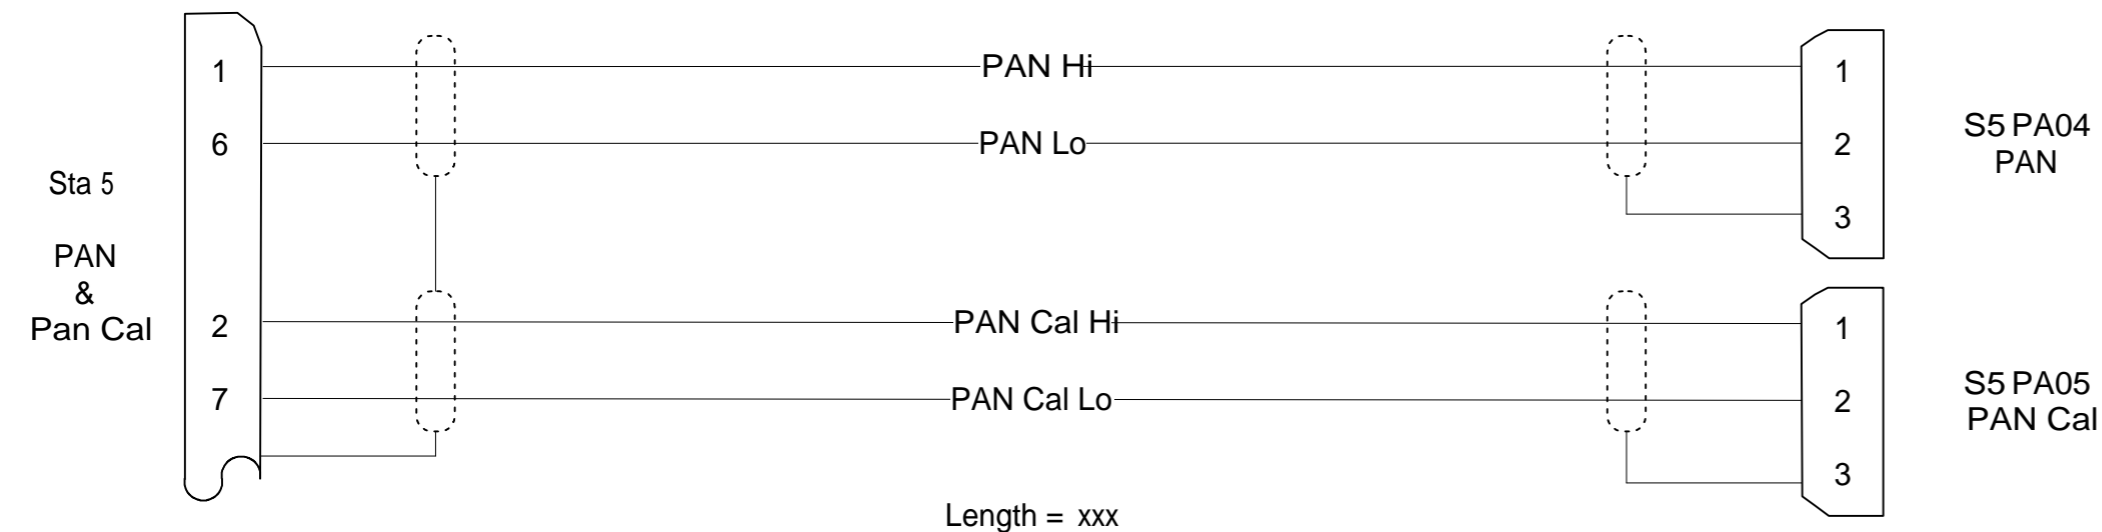 1
PAN Hi
1
6
PAN Lo
2
S5 PA04
PAN
3
Sta 5
PAN
&
Pan Cal
2
PAN Cal Hi
1
7
PAN Cal Lo
2
S5 PA05
PAN Cal
3
Length = xxx